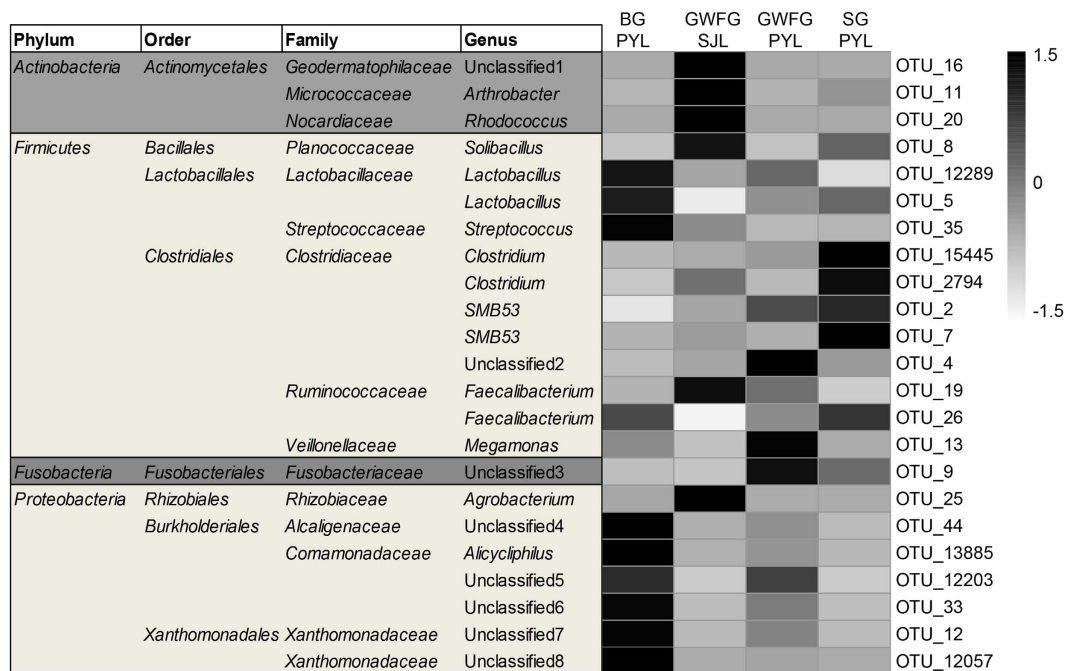 BG GWFG GWFG SG
PYL SJL PYL PYL
Phylum Order Family Genus
Actinobacteria Actinomycetales Geodermatophilaceae Unclassified1 OTU_16
Micrococcaceae Arthrobacter OTU_11
Nocardiaceae Rhodococcus OTU_20
Firmicutes Bacillales Planococcaceae Solibacillus OTU_8
Lactobacillales Lactobacillaceae Lactobacillus OTU_12289
Lactobacillus OTU_5
Streptococcaceae Streptococcus OTU_35
Clostridiales Clostridiaceae Clostridium OTU_15445
Clostridium OTU_2794
SMB53 OTU_2
SMB53 OTU_7
Unclassified2 OTU_4
Ruminococcaceae Faecalibacterium OTU_19
Faecalibacterium OTU_26
Veillonellaceae Megamonas OTU_13
Fusobacteria Fusobacteriales Fusobacteriaceae Unclassified3 OTU_9
Proteobacteria Rhizobiales Rhizobiaceae Agrobacterium OTU_25
Burkholderiales Alcaligenaceae Unclassified4 OTU_44
Comamonadaceae Alicycliphilus OTU_13885
Unclassified5 OTU_12203
Unclassified6 OTU_33
Xanthomonadales Xanthomonadaceae Unclassified7 OTU_12
Xanthomonadaceae Unclassified8 OTU_12057
1.5
0
-1.5